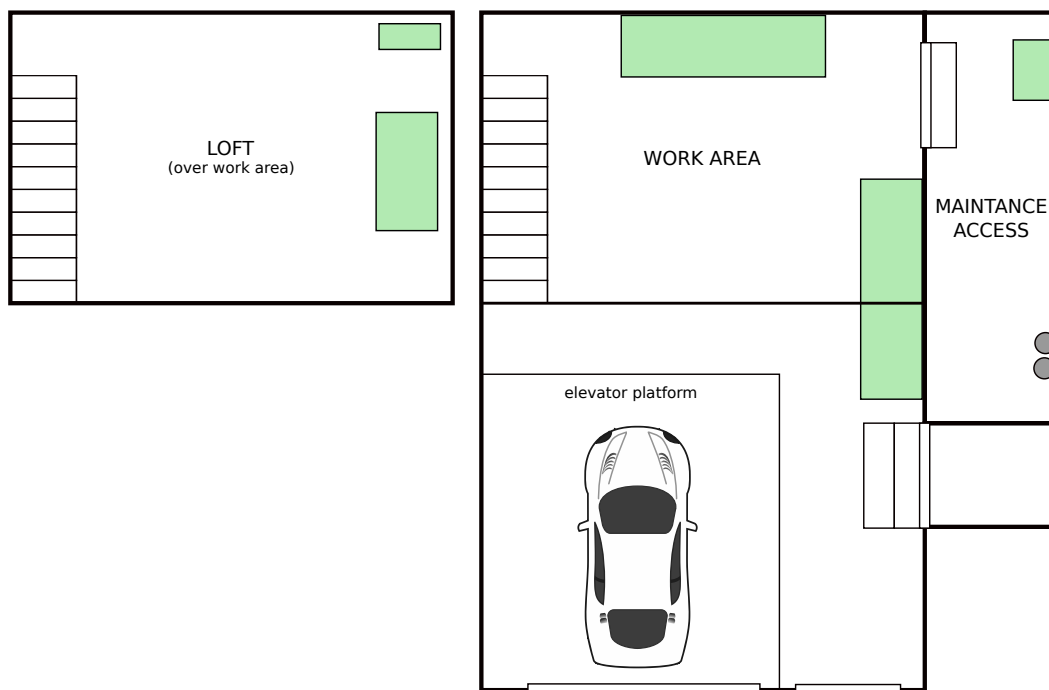 LOFT
(over work area)
WORK AREA
MAINTANCE
ACCESS
elevator platform